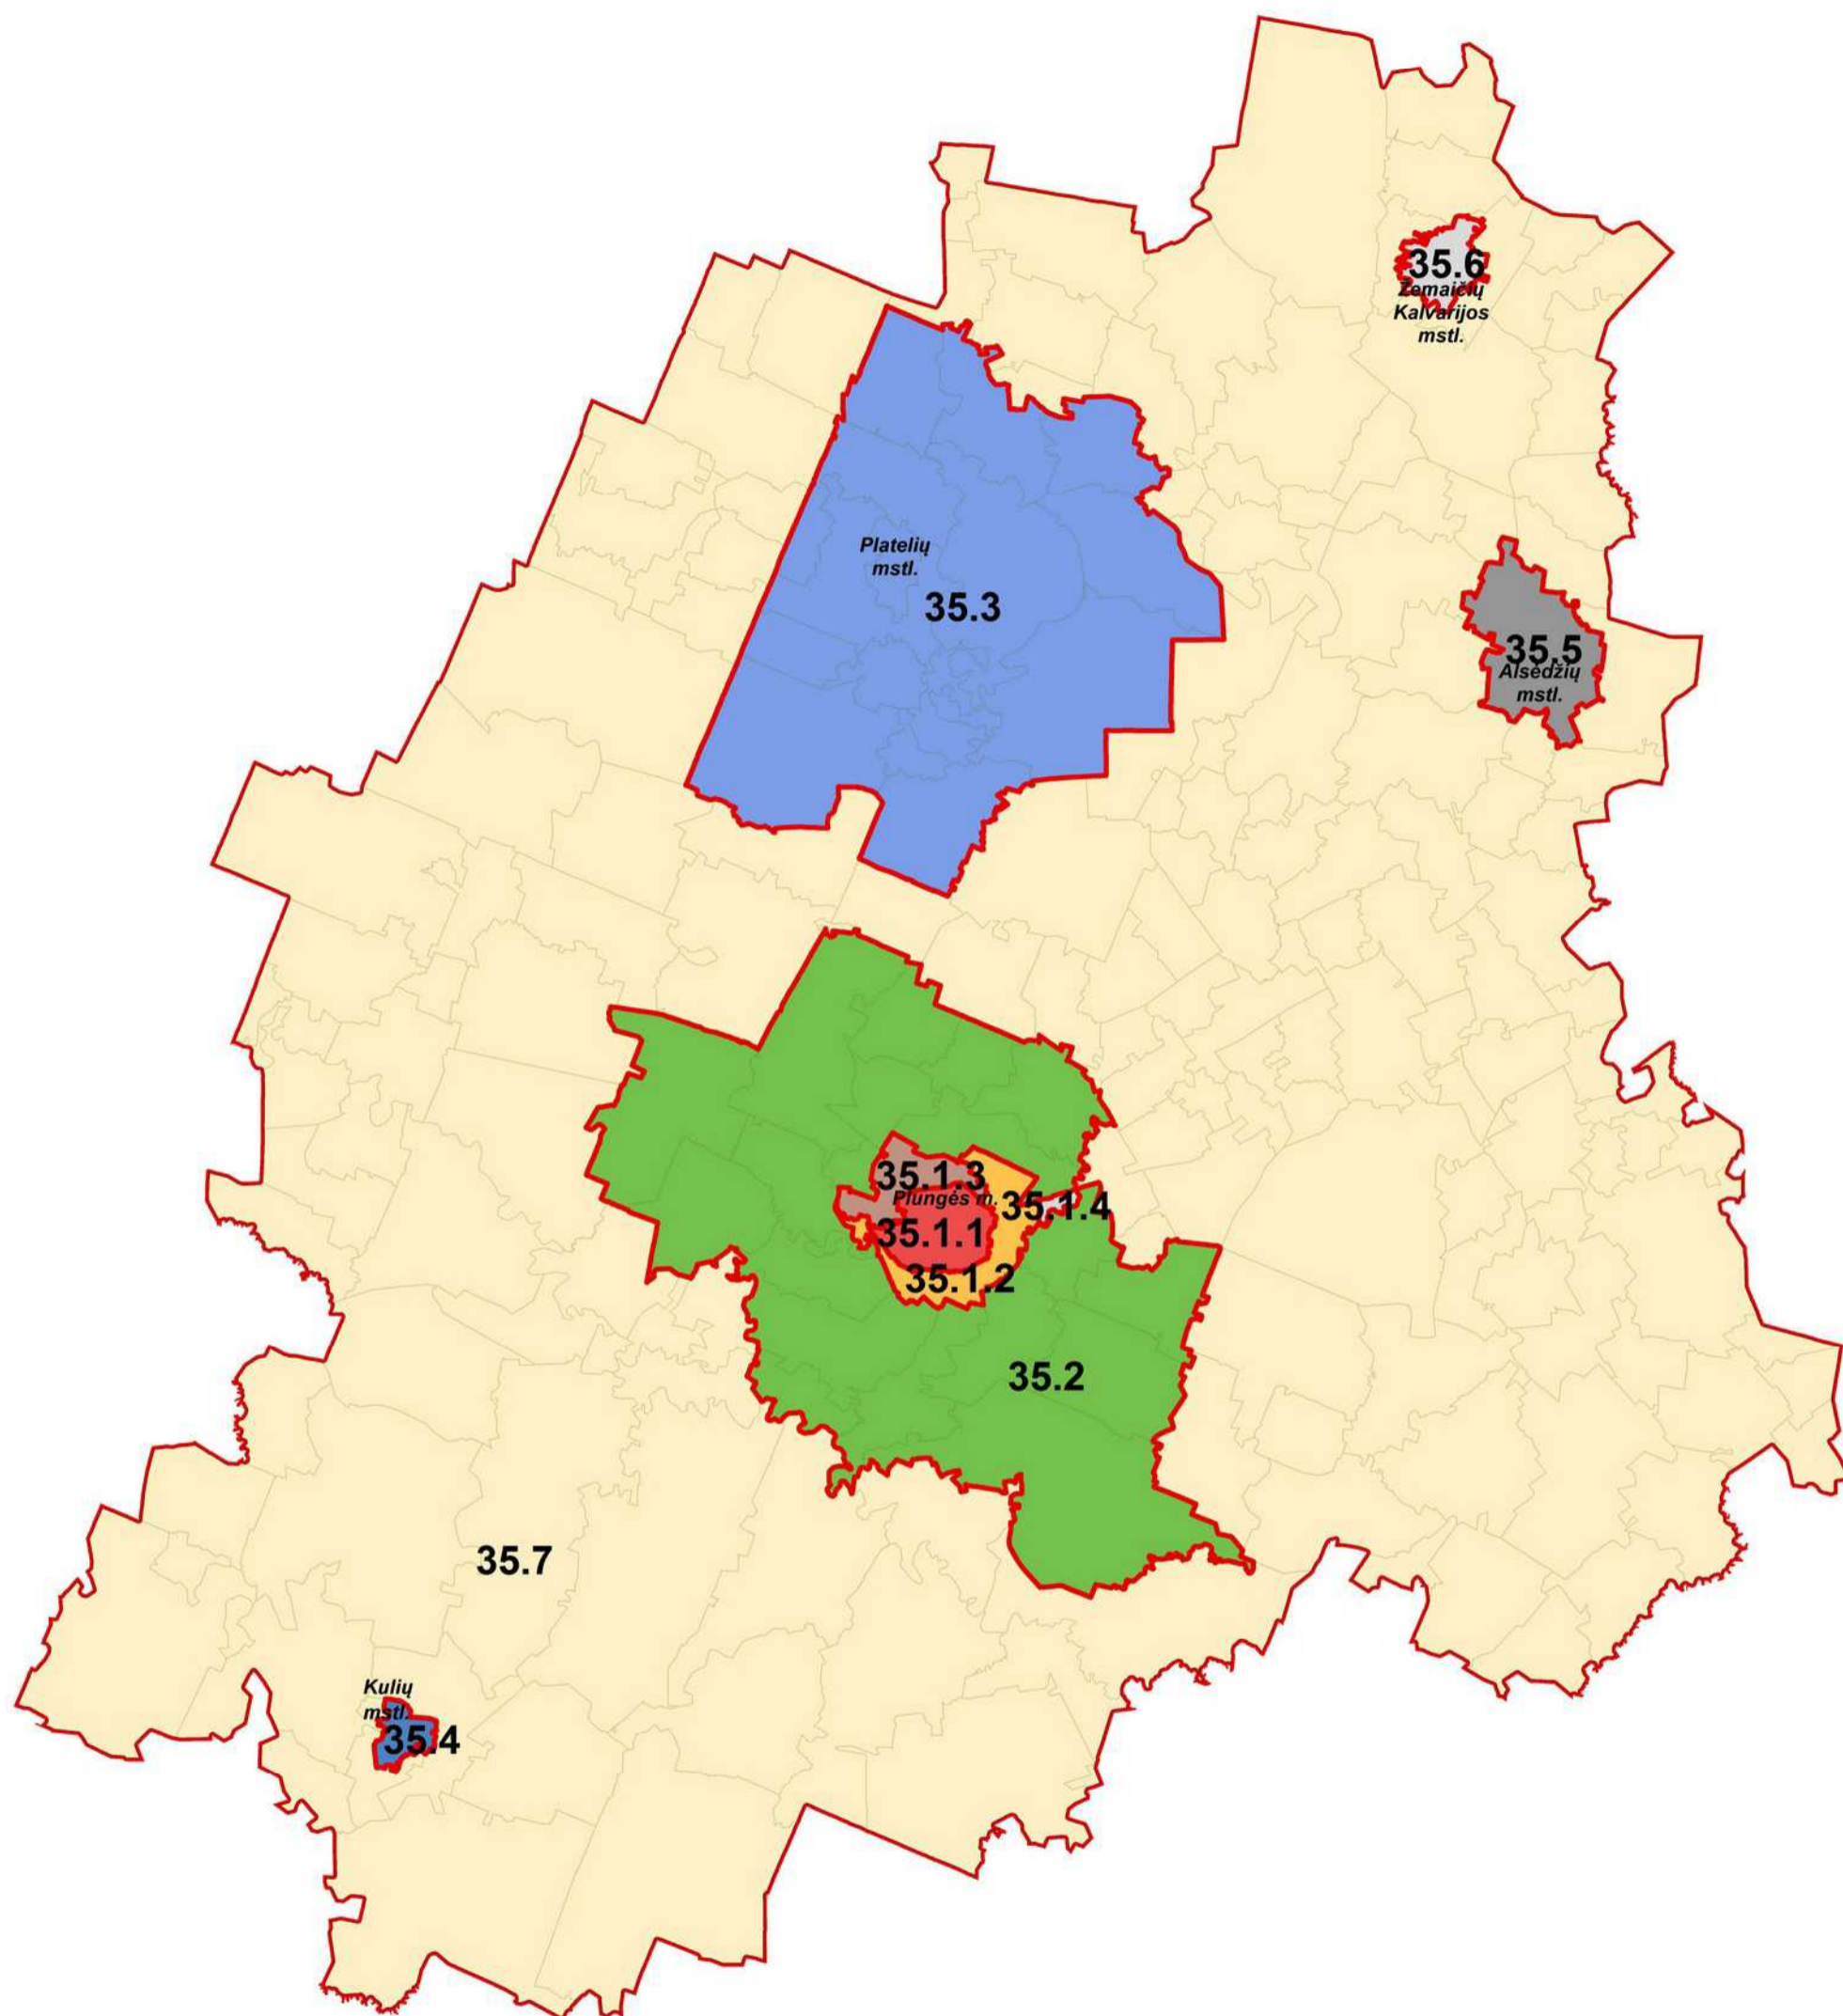 35.6
Žemaičių
Kalvarijos
mstl.
Platelių
mstl.
35.3
35.5
Alsėdžių
mstl.
35.1.3
Plungės m.
35.1.4
35.1.1
35.1.2
35.2
35.7
Kulių
mstl.
35.4